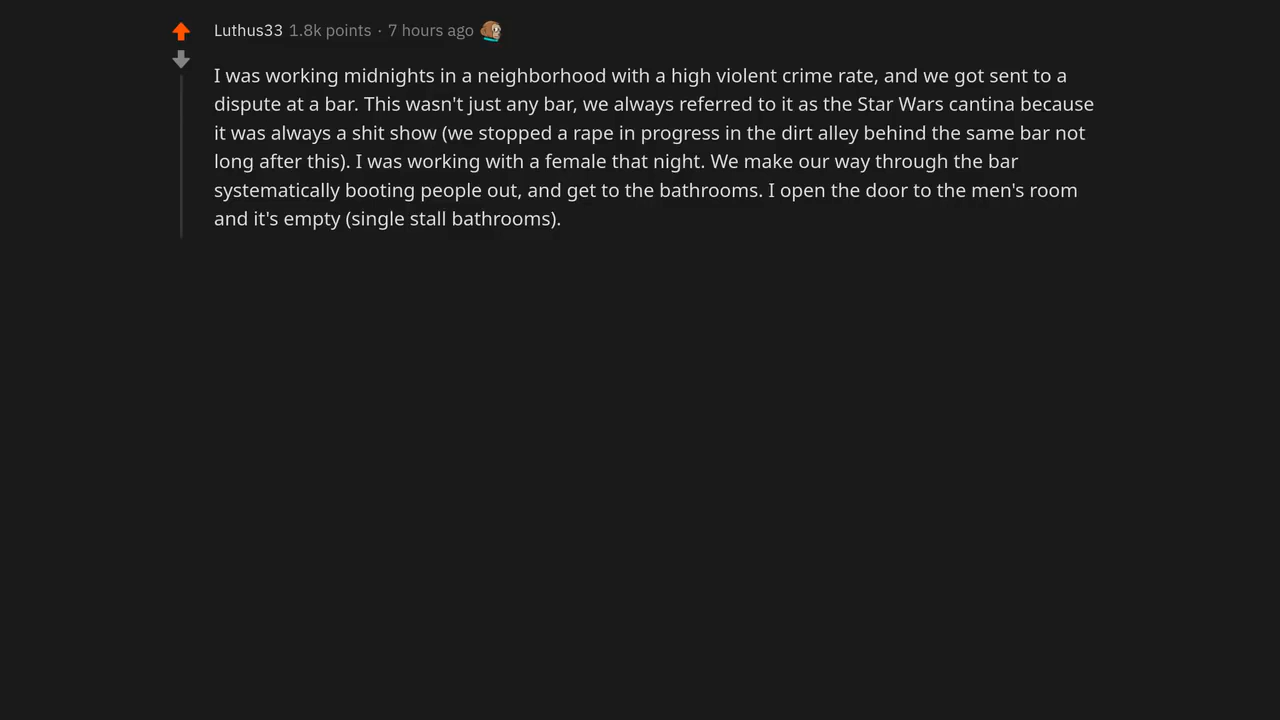 Luthus33 1.8k points · 7 hours ago
I was working midnights in a neighborhood with a high violent crime rate, and we got sent to a
dispute at a bar. This wasn't just any bar, we always referred to it as the Star Wars cantina because
it was always a shit show (we stopped a rape in progress in the dirt alley behind the same bar not
long after this). I was working with a female that night. We make our way through the bar
systematically booting people out, and get to the bathrooms. I open the door to the men's room
and it's empty (single stall bathrooms).